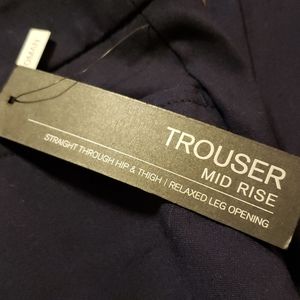 TROUSER
MID RISE
STRAIGHT THROUGH HIP & THIGH / RELAXED LEG OPENING